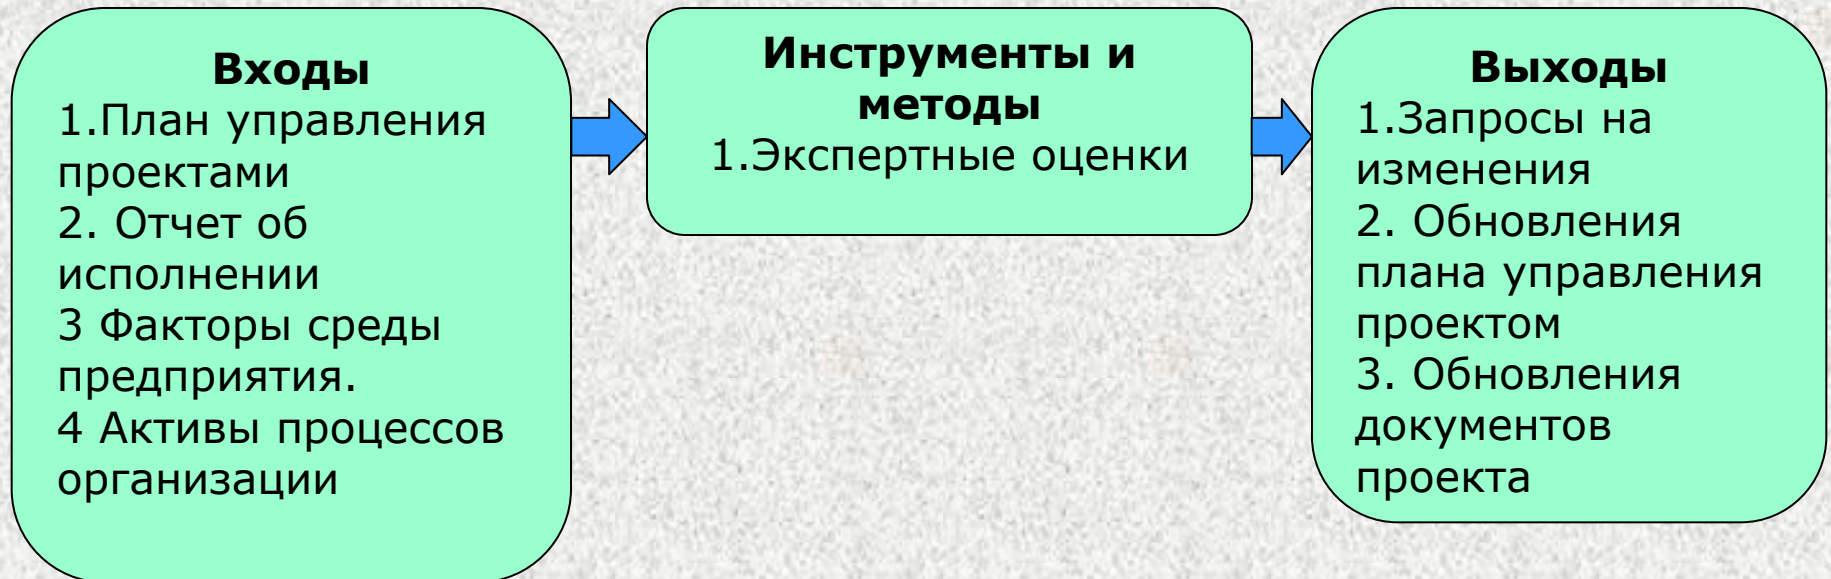 Входы
1.План управления
проектами
2. Отчет об
исполнении
3 Факторы среды
предприятия.
4 Активы процессов
организации
Инструменты и
методы
1.Экспертные оценки
Выходы
1.Запросы на
изменения
2. Обновления
плана управления
проектом
3. Обновления
документов
проекта